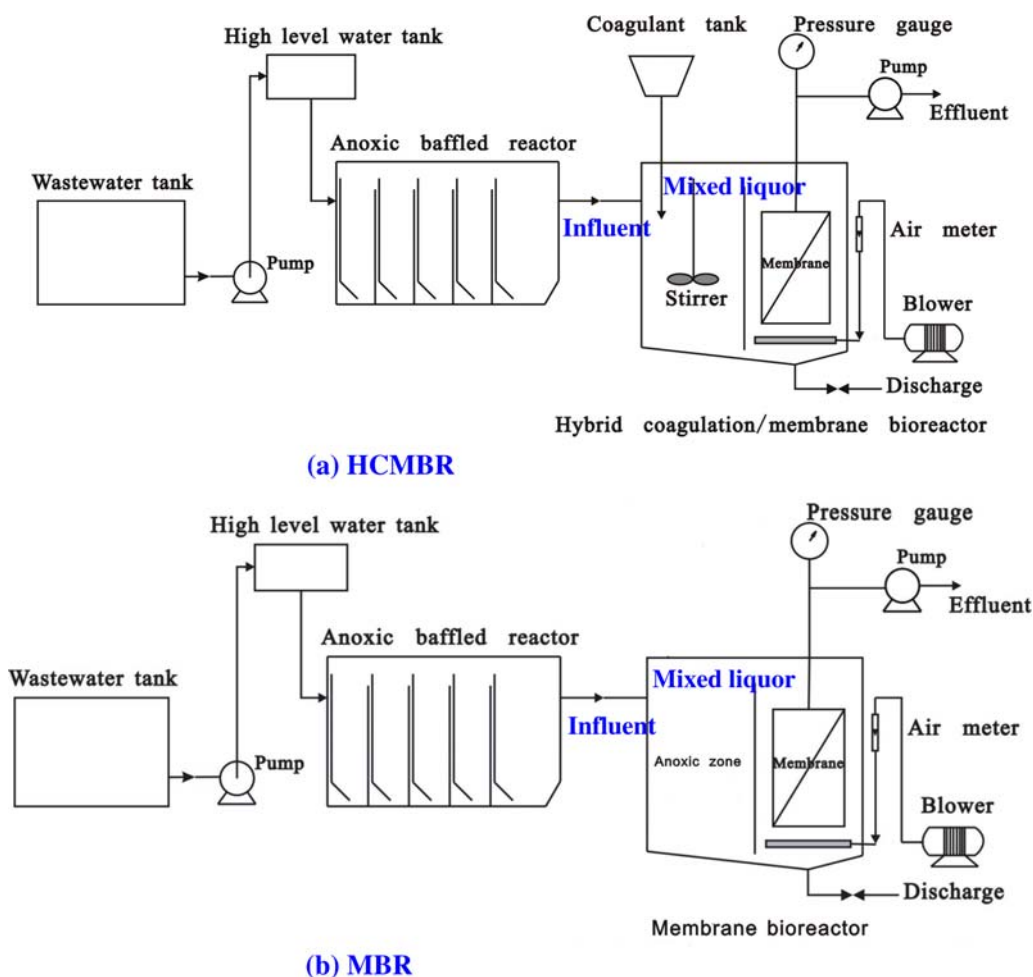 High level water tank
Coagulant tank
Pressure gauge
Pump
Effluent
Anoxic baffled reactor
Wastewater tank
Mixed liquor
Influent
Pump
Membrane
Air meter
Stirrer
Blower
Discharge
Hybrid coagulation/membrane bioreactor
(a) HCMBR
High level water tank
Pressure gauge
Pump
Effluent
Anoxic baffled reactor
Wastewater tank
Mixed liquor
Influent
Air meter
Pump
Anoxic zone
Membrane
Blower
Discharge
Membrane bioreactor
(b) MBR